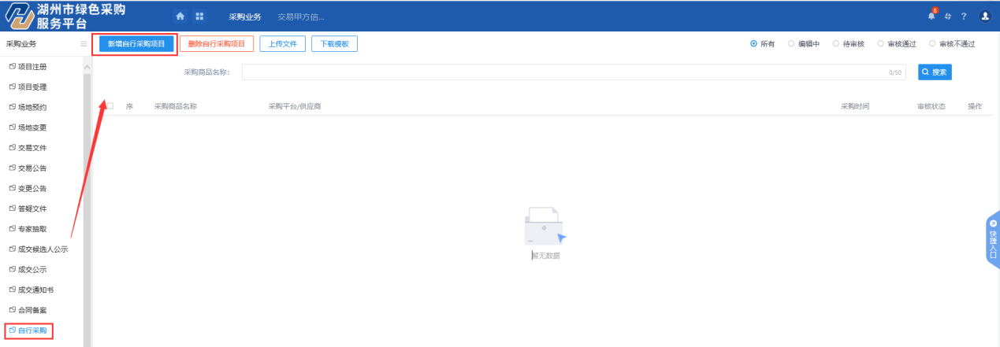 湖州市绿色采购
服务平台
采购业务 交易甲方信...
8
?
采购业务
新增自行采购项目 删除自行采购项目 上传文件 下载模板
所有 编辑中 待审核 审核通过 审核不通过
项目注册
项目受理
场地预约
场地变更
交易文件
交易公告
变更公告
答疑文件
专家抽取
成交候选人公示
成交公示
成交通知书
合同备案
自行采购
采购商品名称: 0/50 搜索
序 采购商品名称 采购平台/供应商 采购时间 审核状态 操作
暂无数据
快捷入口